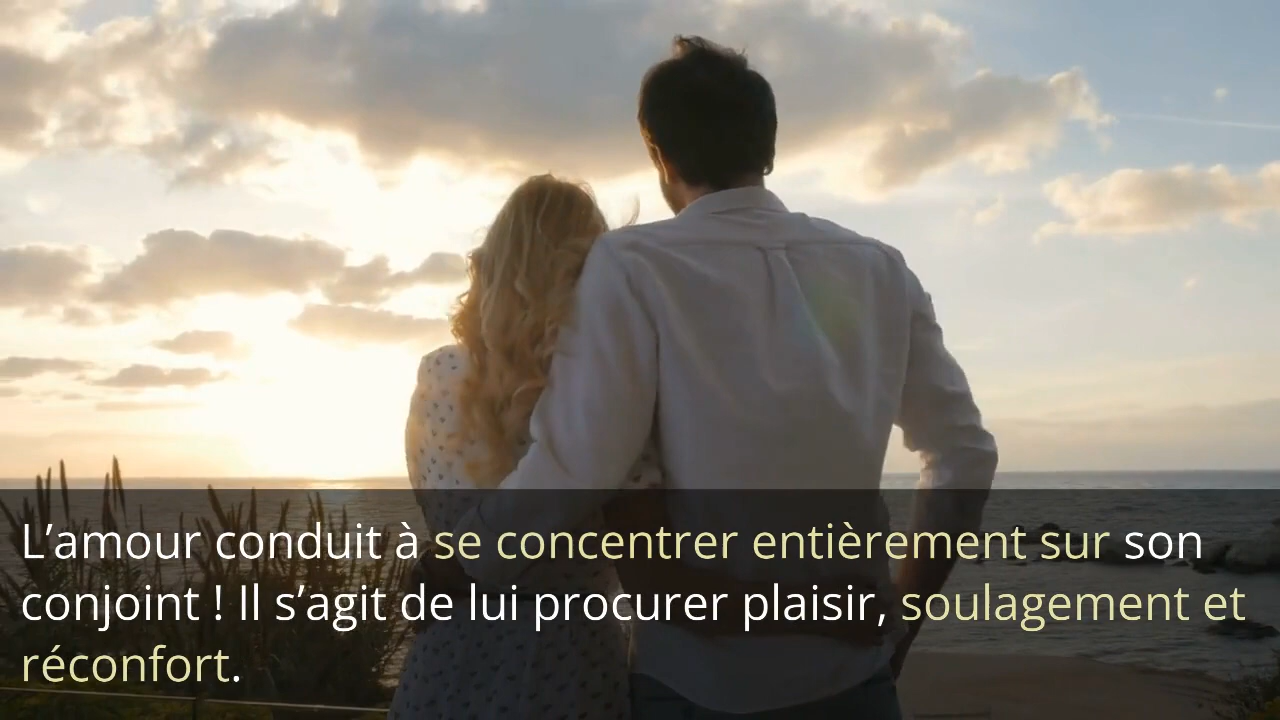 L’amour conduit à se concentrer entièrement sur son
conjoint ! Il s’agit de lui procurer plaisir, soulagement et
réconfort.